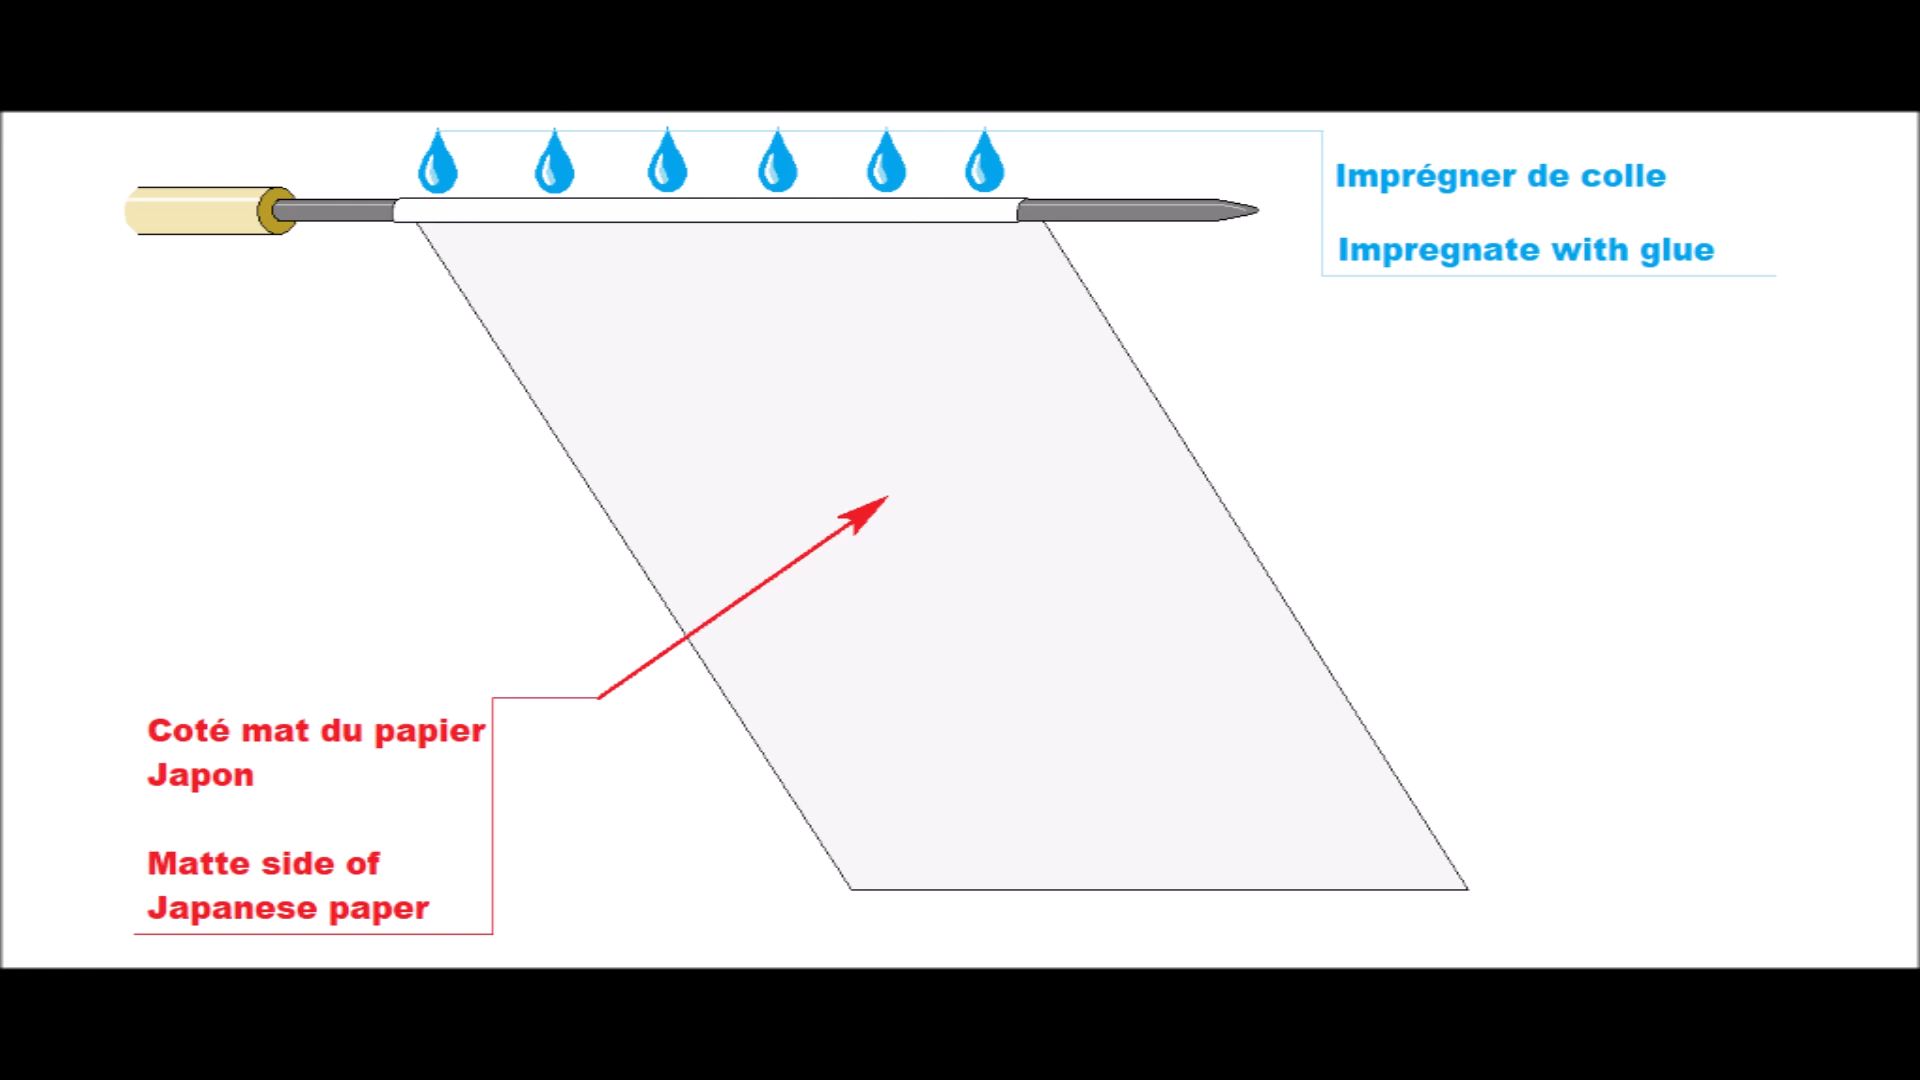 Imprégner de colle
Impregnate with glue
Coté mat du papier
Japon
Matte side of
Japanese paper